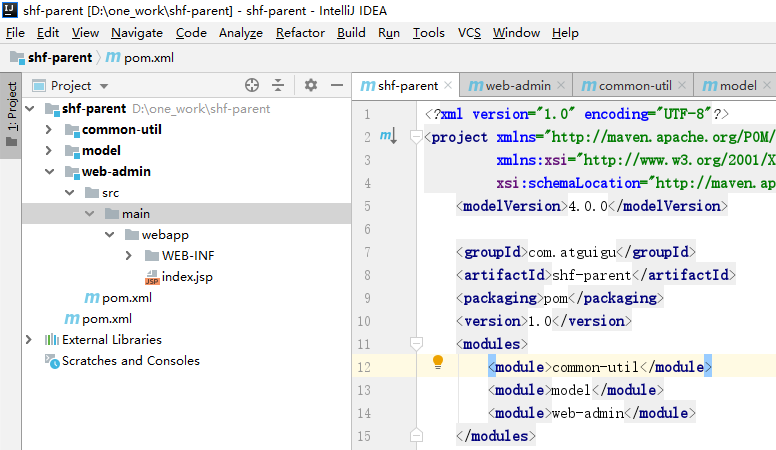 shf-parent [D:\one_work\shf-parent] - shf-parent - IntelliJ IDEA
File Edit View Navigate Code Analyze Refactor Build Run Tools VCS Window Help
shf-parent pom.xml
1: Project
Project
shf-parent D:\one_work\shf-parent
common-util
model
web-admin
src
main
webapp
WEB-INF
index.jsp
pom.xml
pom.xml
External Libraries
Scratches and Consoles
shf-parent web-admin common-util model
1 <?xml version="1.0" encoding="UTF-8"?>
2 <project xmlns="http://maven.apache.org/POM/
3 xmlns:xsi="http://www.w3.org/2001/X
4 xsi:schemaLocation="http://maven.ap
5 <modelVersion>4.0.0</modelVersion>
6
7 <groupId>com.atguigu</groupId>
8 <artifactId>shf-parent</artifactId>
9 <packaging>pom</packaging>
10 <version>1.0</version>
11 <modules>
12 <module>common-util</module>
13 <module>model</module>
14 <module>web-admin</module>
15 </modules>